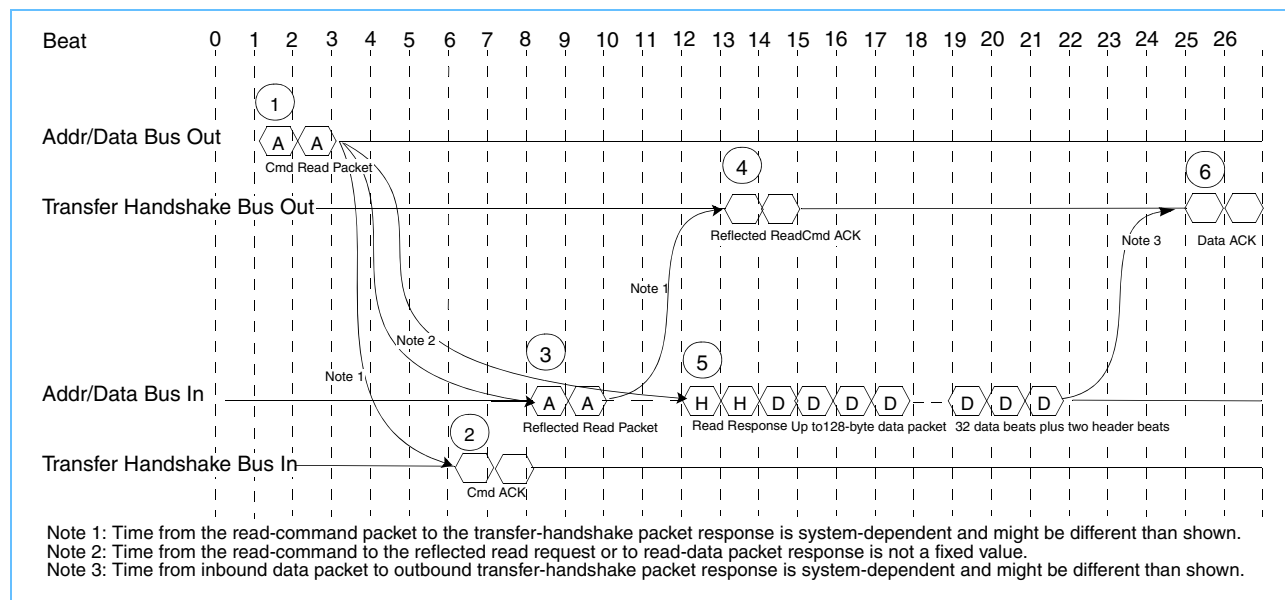 Beat 0 1 2 3 4 5 6 7 8 9 10 11 12 13 14 15 16 17 18 19 20 21 22 23 24 25 26
1
Addr/Data Bus Out A A
Cmd Read Packet
4 6
Transfer Handshake Bus Out
Reflected ReadCmd ACK Note 3 Data ACK
Note 1
Note 2
3 5
Note 1
Addr/Data Bus In A A H H D D D D D D D
Reflected Read Packet Read Response Up to128-byte data packet 32 data beats plus two header beats
2
Transfer Handshake Bus In
Cmd ACK
Note 1: Time from the read-command packet to the transfer-handshake packet response is system-dependent and might be different than shown.
Note 2: Time from the read-command to the reflected read request or to read-data packet response is not a fixed value.
Note 3: Time from inbound data packet to outbound transfer-handshake packet response is system-dependent and might be different than shown.